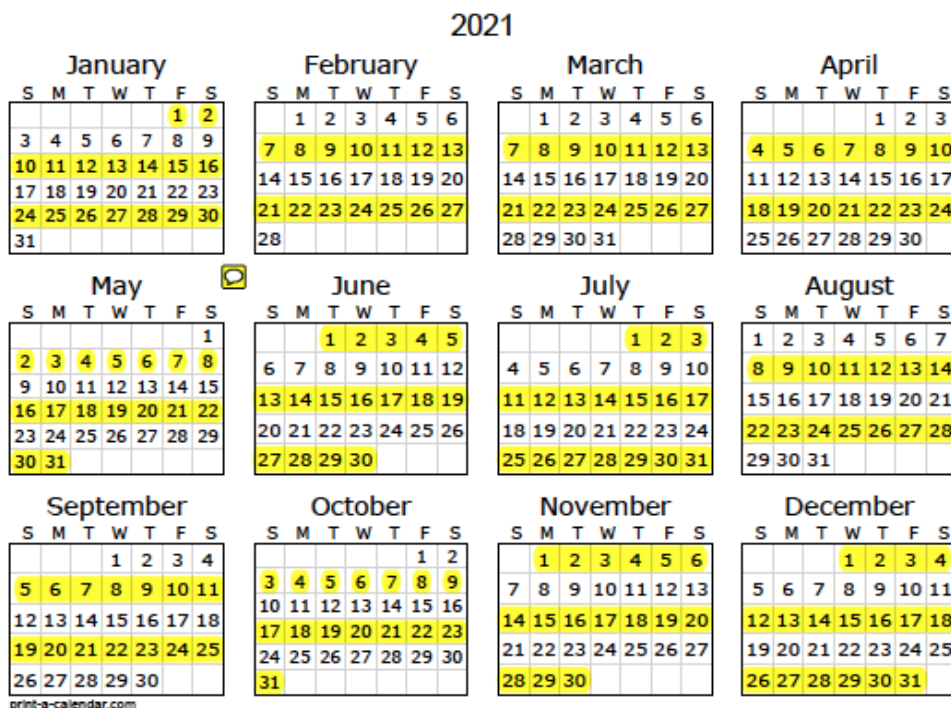 2021
January February March April
S M T W T F S S M T W T F S S M T W T F S S M T W T F S
1 2 1 2 3 4 5 6 1 2 3 4 5 6 1 2 3
3 4 5 6 7 8 9 7 8 9 10 11 12 13 7 8 9 10 11 12 13 4 5 6 7 8 9 10
10 11 12 13 14 15 16 14 15 16 17 18 19 20 14 15 16 17 18 19 20 11 12 13 14 15 16 17
17 18 19 20 21 22 23 21 22 23 24 25 26 27 21 22 23 24 25 26 27 18 19 20 21 22 23 24
24 25 26 27 28 29 30 28 28 29 30 31 25 26 27 28 29 30
31
May June July August
S M T W T F S S M T W T F S S M T W T F S S M T W T F S
1 1 2 3 4 5 1 2 3 1 2 3 4 5 6 7
2 3 4 5 6 7 8 6 7 8 9 10 11 12 4 5 6 7 8 9 10 8 9 10 11 12 13 14
9 10 11 12 13 14 15 13 14 15 16 17 18 19 11 12 13 14 15 16 17 15 16 17 18 19 20 21
16 17 18 19 20 21 22 20 21 22 23 24 25 26 18 19 20 21 22 23 24 22 23 24 25 26 27 28
23 24 25 26 27 28 29 27 28 29 30 25 26 27 28 29 30 31 29 30 31
30 31
September October November December
S M T W T F S S M T W T F S S M T W T F S S M T W T F S
1 2 3 4 1 2 1 2 3 4 5 6 1 2 3 4
5 6 7 8 9 10 11 3 4 5 6 7 8 9 7 8 9 10 11 12 13 5 6 7 8 9 10 11
12 13 14 15 16 17 18 10 11 12 13 14 15 16 14 15 16 17 18 19 20 12 13 14 15 16 17 18
19 20 21 22 23 24 25 17 18 19 20 21 22 23 21 22 23 24 25 26 27 19 20 21 22 23 24 25
26 27 28 29 30 24 25 26 27 28 29 30 28 29 30 26 27 28 29 30 31
31
print-a-calendar.com